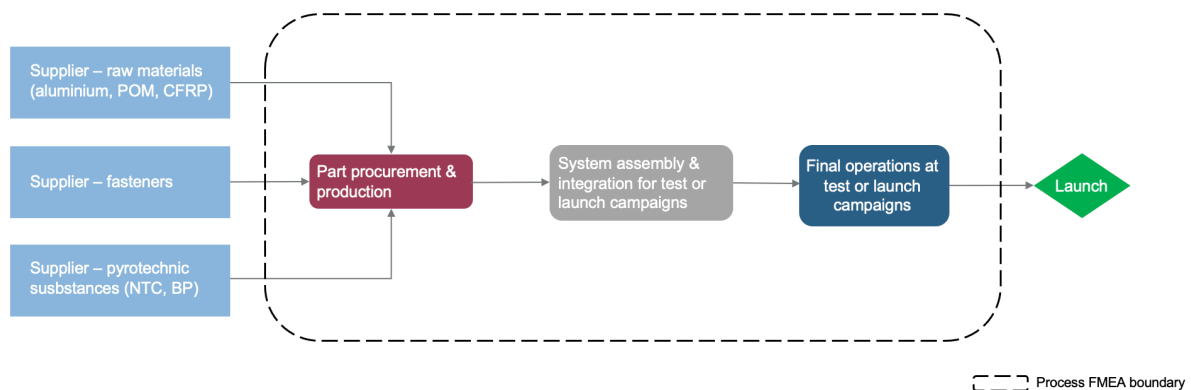 Supplier – raw materials
(aluminium, POM, CFRP)
Supplier – fasteners
Supplier – pyrotechnic
susbstances (NTC, BP)
Part procurement &
production
System assembly &
integration for test or
launch campaigns
Final operations at
test or launch
campaigns
Launch
Process FMEA boundary